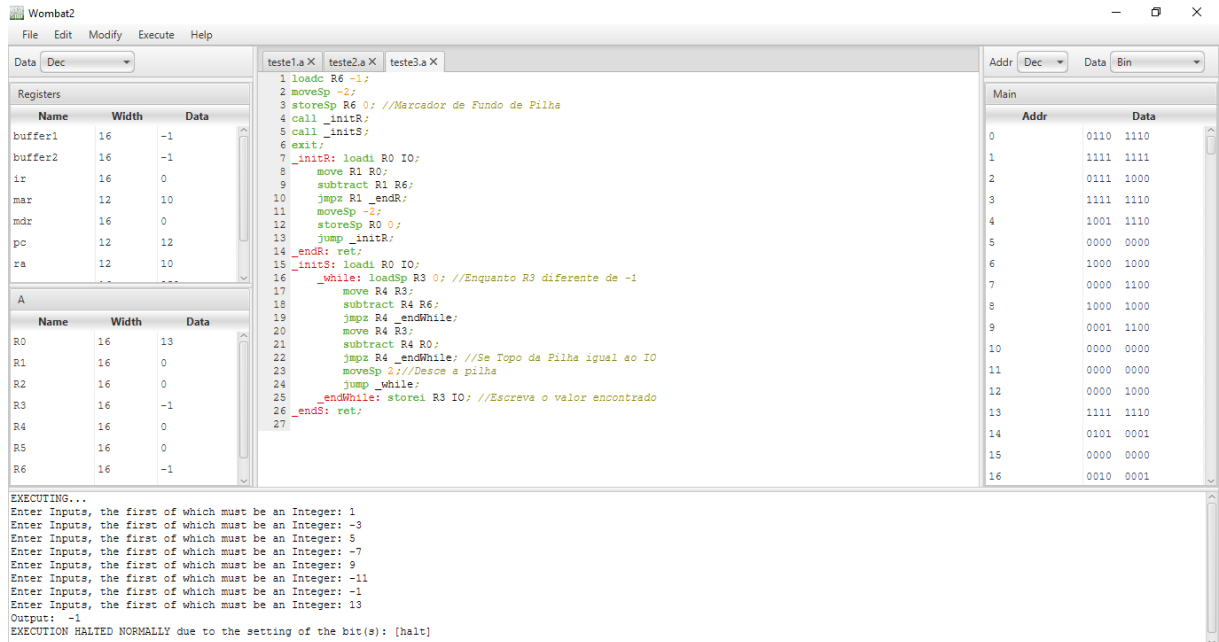 Wombat2
File Edit Modify Execute Help
Data Dec
Registers
Name Width Data
buffer1 16 -1
buffer2 16 -1
ir 16 0
mar 12 10
mdr 16 0
pc 12 12
ra 12 10
A
Name Width Data
R0 16 13
R1 16 0
R2 16 0
R3 16 -1
R4 16 0
R5 16 0
R6 16 -1
teste1.a X teste2.a X teste3.a X
1 loadc R6 -1;
2 moveSp -2;
3 storeSp R6 0; //Marcador de Fundo de Pilha
4 call _initR;
5 call _initS;
6 exit;
7 _initR: loadi R0 IO;
8 move R1 R0;
9 subtract R1 R6;
10 jmpz R1 _endR;
11 moveSp -2;
12 storeSp R0 0;
13 jump _initR;
14 _endR: ret;
15 _initS: loadi R0 IO;
16 _while: loadSp R3 0; //Enquanto R3 diferente de -1
17 move R4 R3;
18 subtract R4 R6;
19 jmpz R4 _endWhile;
20 move R4 R3;
21 subtract R4 R0;
22 jmpz R4 _endWhile; //Se Topo da Pilha igual ao IO
23 moveSp 2;//Desce a pilha
24 jump _while;
25 _endWhile: storei R3 IO; //Escreva o valor encontrado
26 _endS: ret;
27
Addr Dec Data Bin
Main
Addr Data
0 0110 1110
1 1111 1111
2 0111 1000
3 1111 1110
4 1001 1110
5 0000 0000
6 1000 1000
7 0000 1100
8 1000 1000
9 0001 1100
10 0000 0000
11 0000 0000
12 0000 1000
13 1111 1110
14 0101 0001
15 0000 0000
16 0010 0001
EXECUTING...
Enter Inputs, the first of which must be an Integer: 1
Enter Inputs, the first of which must be an Integer: -3
Enter Inputs, the first of which must be an Integer: 5
Enter Inputs, the first of which must be an Integer: -7
Enter Inputs, the first of which must be an Integer: 9
Enter Inputs, the first of which must be an Integer: -11
Enter Inputs, the first of which must be an Integer: -1
Enter Inputs, the first of which must be an Integer: 13
Output: -1
EXECUTION HALTED NORMALLY due to the setting of the bit(s): [halt]